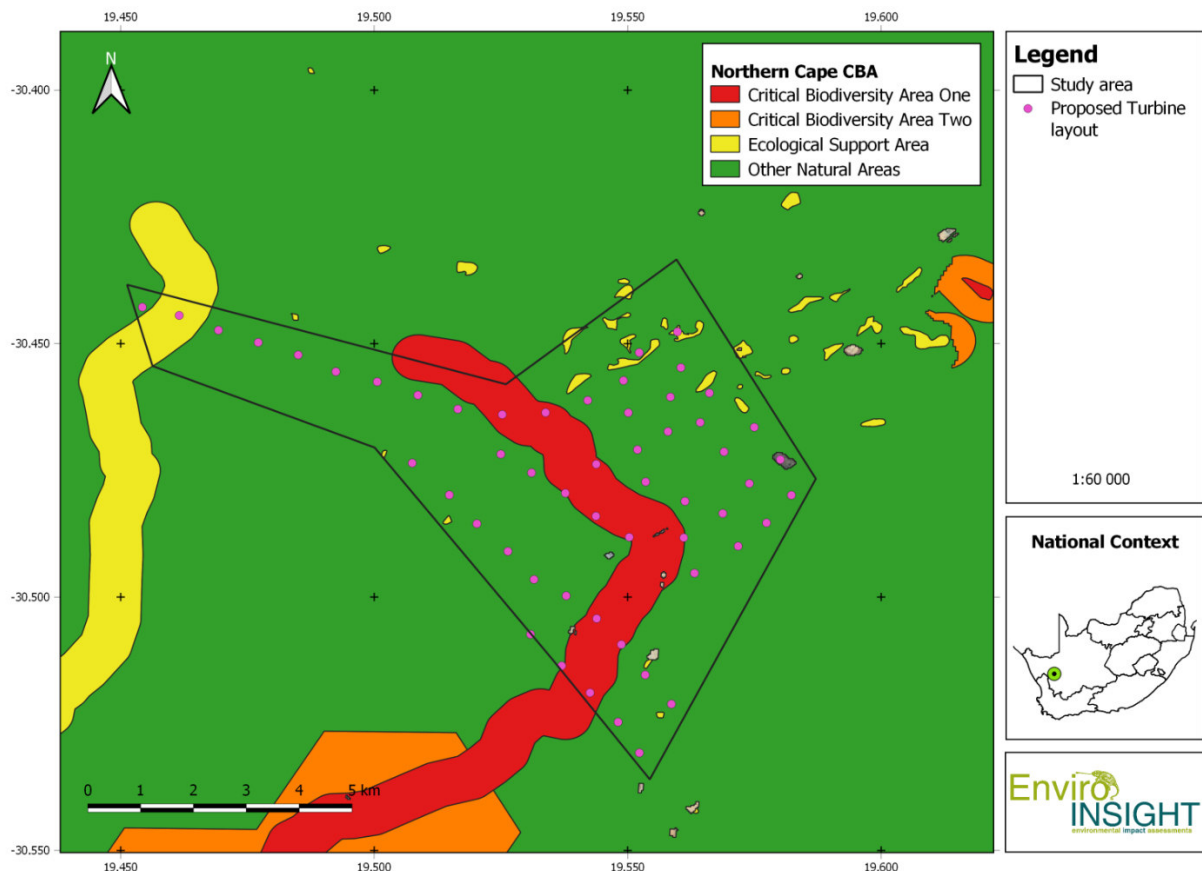 19.450 19.500 19.550 19.600
N
-30.400
-30.450
-30.500
-30.550
Northern Cape CBA
Critical Biodiversity Area One
Critical Biodiversity Area Two
Ecological Support Area
Other Natural Areas
0 1 2 3 4 5 km
19.450 19.500 19.550 19.600
Legend
Study area
Proposed Turbine
layout
1:60 000
National Context
Enviro
INSIGHT
environmental impact assessments